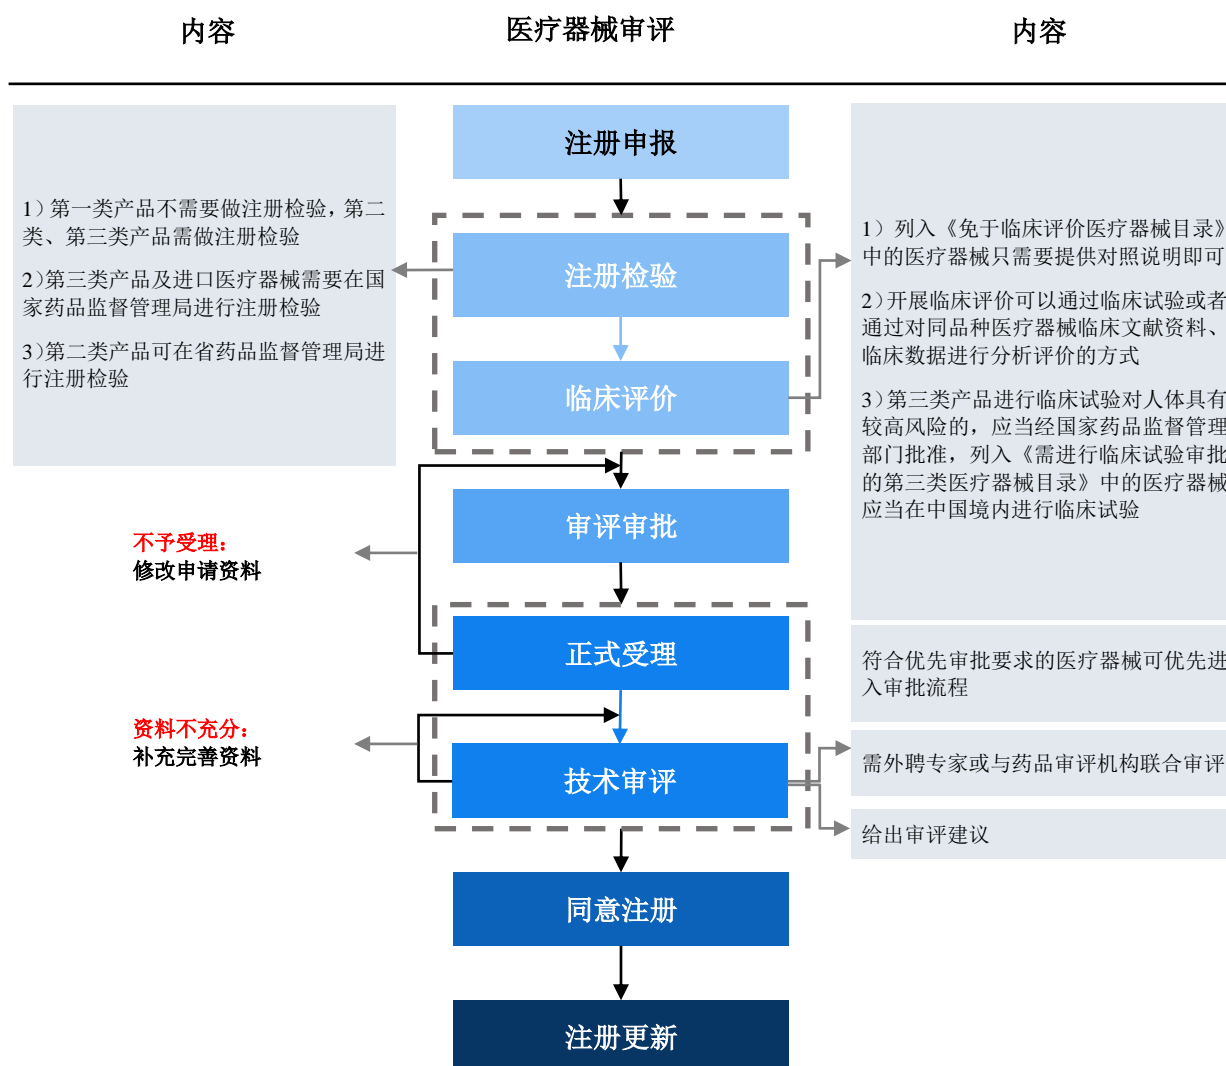 内容
医疗器械审评
内容
注册申报
1）第一类产品不需要做注册检验，第二
类、第三类产品需做注册检验
2）第三类产品及进口医疗器械需要在国
家药品监督管理局进行注册检验
3）第二类产品可在省药品监督管理局进
行注册检验
注册检验
临床评价
1）列入《免于临床评价医疗器械目录》
中的医疗器械只需要提供对照说明即可
2）开展临床评价可以通过临床试验或者
通过对同品种医疗器械临床文献资料、
临床数据进行分析评价的方式
3）第三类产品进行临床试验对人体具有
较高风险的，应当经国家药品监督管理
部门批准，列入《需进行临床试验审批
的第三类医疗器械目录》中的医疗器械
应当在中国境内进行临床试验
审评审批
不予受理：
修改申请资料
正式受理
符合优先审批要求的医疗器械可优先进
入审批流程
资料不充分：
补充完善资料
技术审评
需外聘专家或与药品审评机构联合审评
给出审评建议
同意注册
注册更新